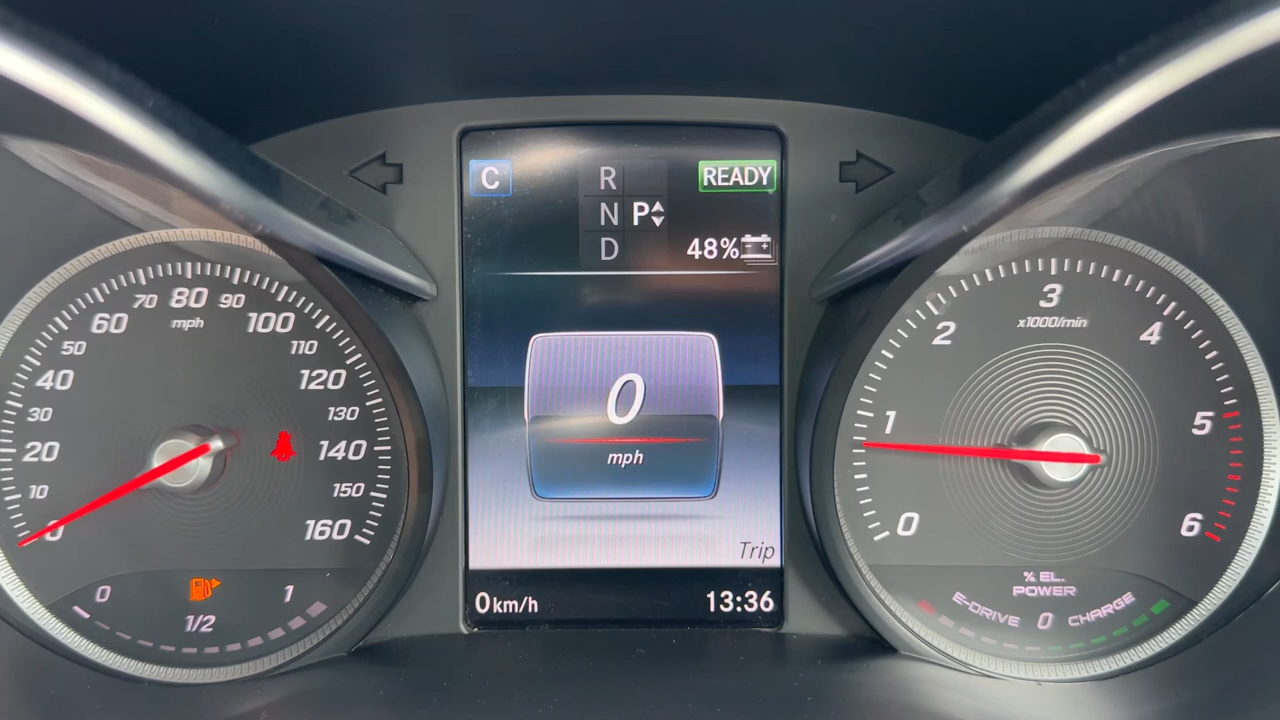 C
R
READY
N P
D
48%
- +
70 80 90
60 mph 100
50 110
40 120
30 130
20 140
10 150
0 160
0 1
1/2
0
mph
Trip
0km/h 13:36
3
2 x1000/min 4
1 5
0 6
% EL.
POWER
E-DRIVE 0 CHARGE